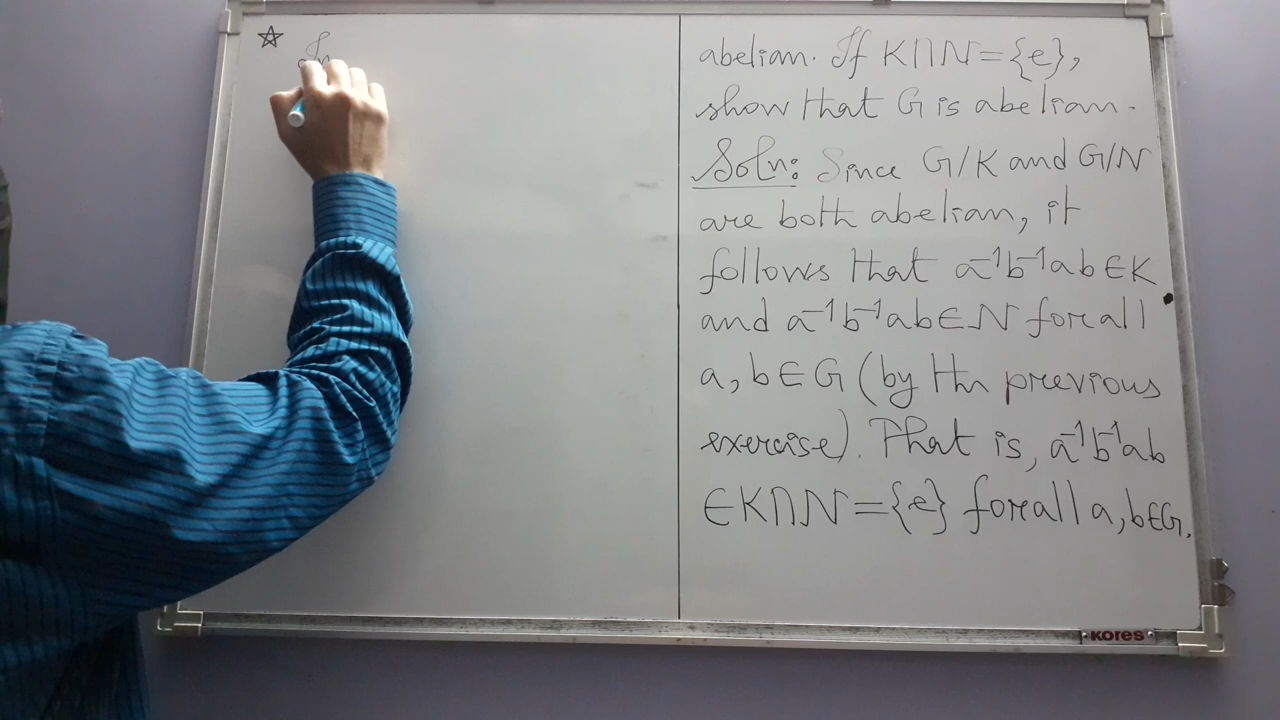 ☆ In
abelian. If K∩N={e},
show that G is abelian.
Soln: Since G/K and G/N
are both abelian, it
follows that a⁻¹b⁻¹ab∈K
and a⁻¹b⁻¹ab∈N for all
a, b∈G (by the previous
exercise). That is, a⁻¹b⁻¹ab
∈K∩N={e} for all a, b∈G.
KORES